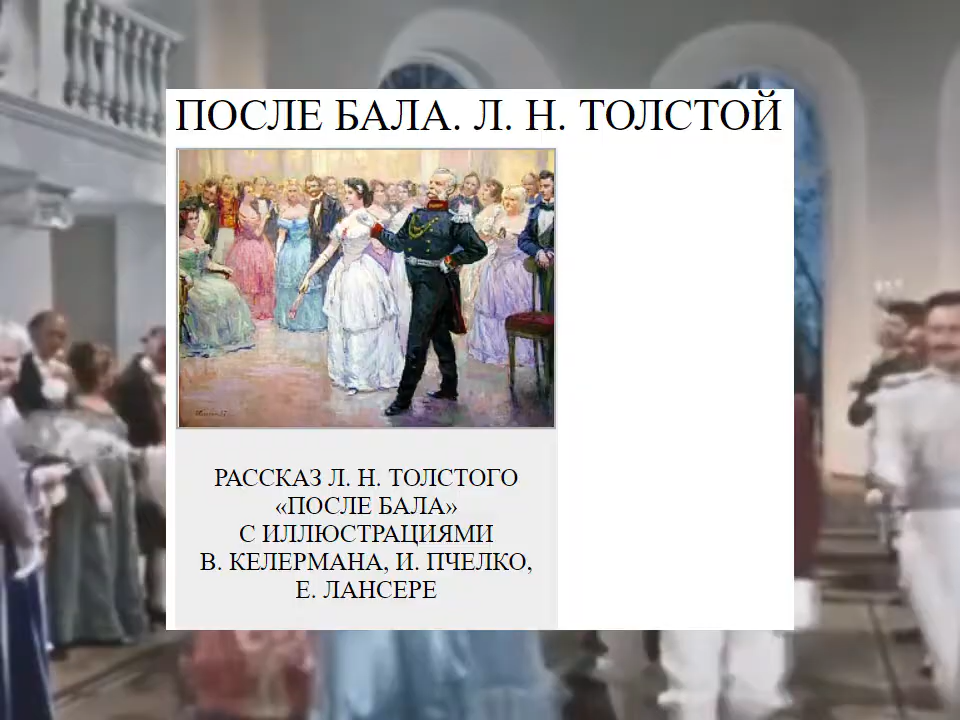 ПОСЛЕ БАЛА. Л. Н. ТОЛСТОЙ
РАССКАЗ Л. Н. ТОЛСТОГО
«ПОСЛЕ БАЛА»
С ИЛЛЮСТРАЦИЯМИ
В. КЕЛЕРМАНА, И. ПЧЕЛКО,
Е. ЛАНСЕРЕ